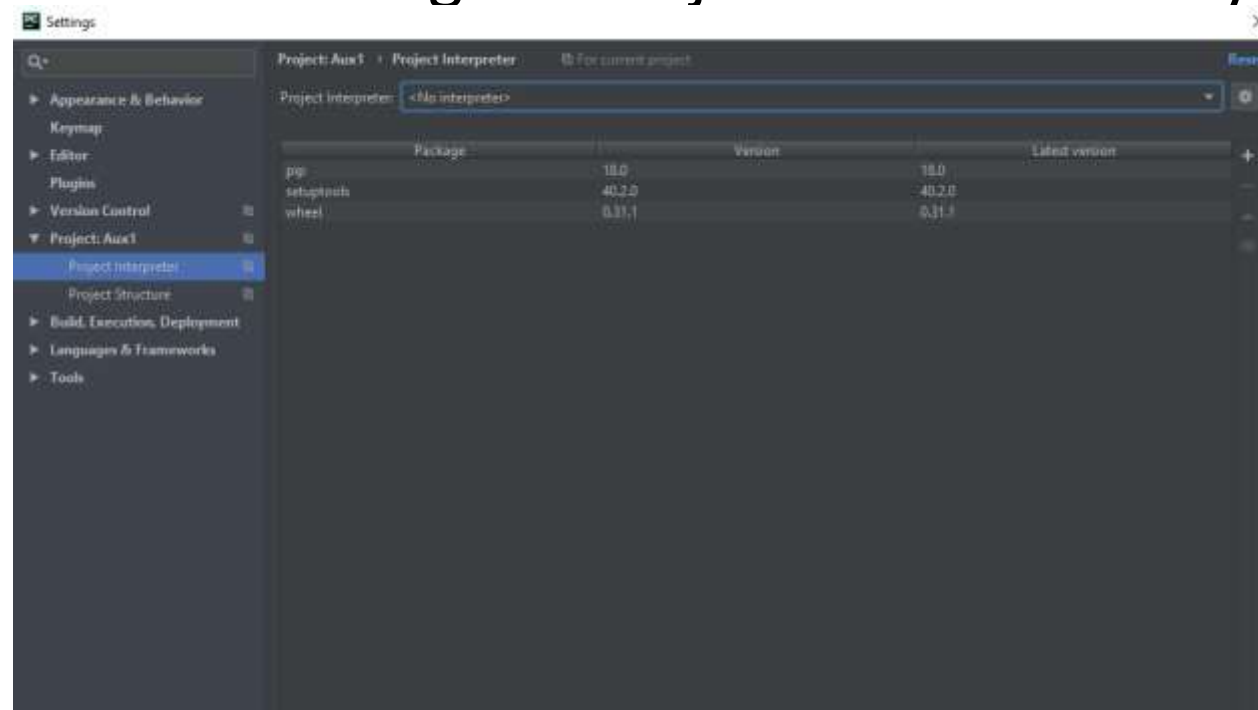 Settings
Project: Aux1 › Project Interpreter For current project
Appearance & Behavior
Keymap
Editor
Plugins
Version Control
Project: Aux1
Project Interpreter
Project Structure
Build, Execution, Deployment
Languages & Frameworks
Tools
Project Interpreter: <No interpreter>
Package Version Latest version
pip 18.0 18.0
setuptools 40.2.0 40.2.0
wheel 0.31.1 0.31.1